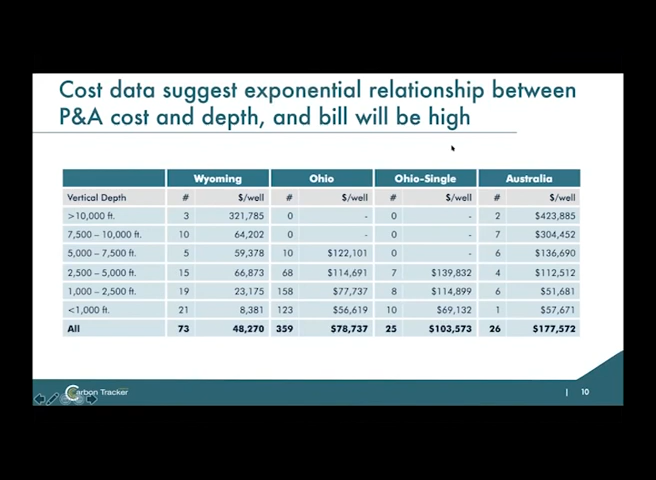 Cost data suggest exponential relationship between
P&A cost and depth, and bill will be high
Wyoming Ohio Ohio-Single Australia
Vertical Depth # $/well # $/well # $/well # $/well
>10,000 ft. 3 321,785 0 - 0 - 2 $423,885
7,500 – 10,000 ft. 10 64,202 0 - 0 - 7 $304,452
5,000 – 7,500 ft. 5 59,378 10 $122,101 0 - 6 $136,690
2,500 – 5,000 ft. 15 66,873 68 $114,691 7 $139,832 4 $112,512
1,000 – 2,500 ft. 19 23,175 158 $77,737 8 $114,899 6 $51,681
<1,000 ft. 21 8,381 123 $56,619 10 $69,132 1 $57,671
All 73 48,270 359 $78,737 25 $103,573 26 $177,572
Carbon Tracker | 10